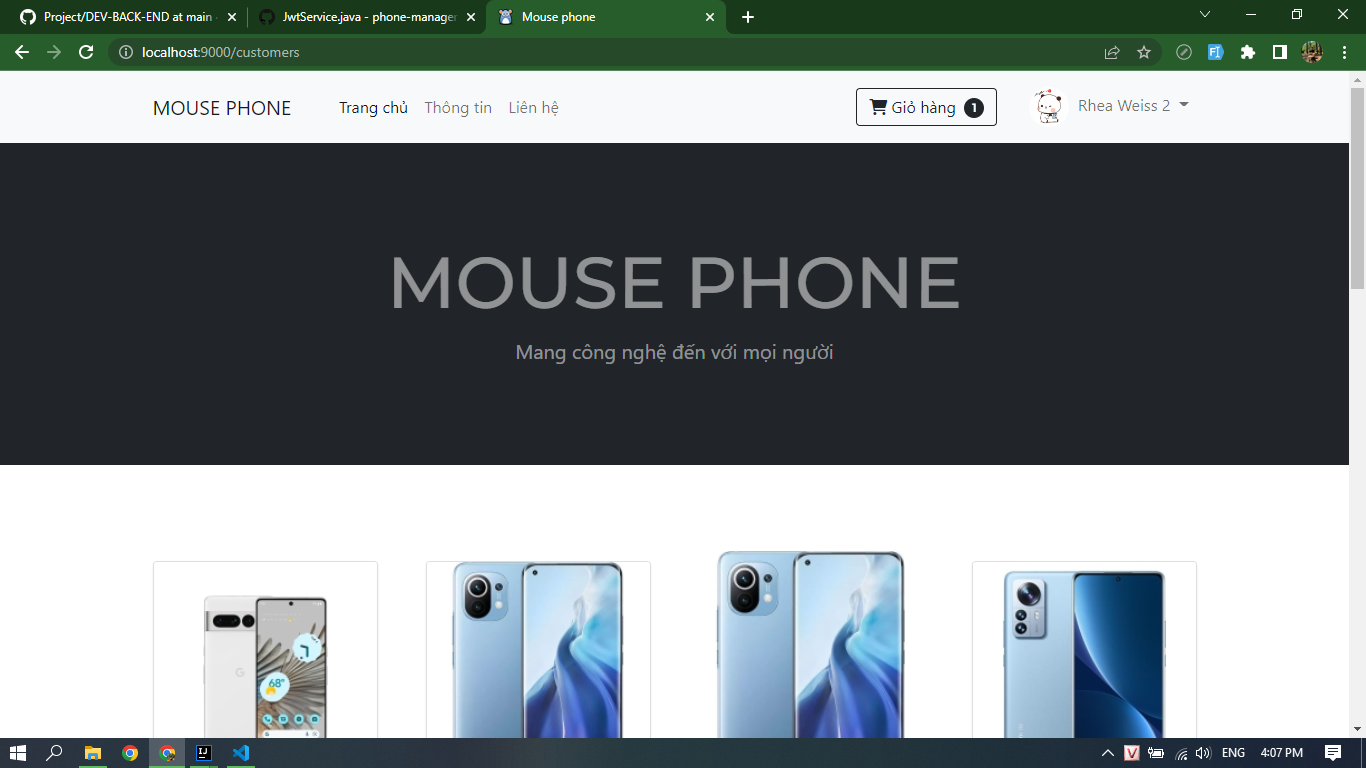 Project/DEV-BACK-END at main
JwtService.java - phone-manager
Mouse phone
localhost:9000/customers
MOUSE PHONE
Trang chủ
Thông tin
Liên hệ
Giỏ hàng 1
Rhea Weiss 2
MOUSE PHONE
Mang công nghệ đến với mọi người
68°
ENG
4:07 PM